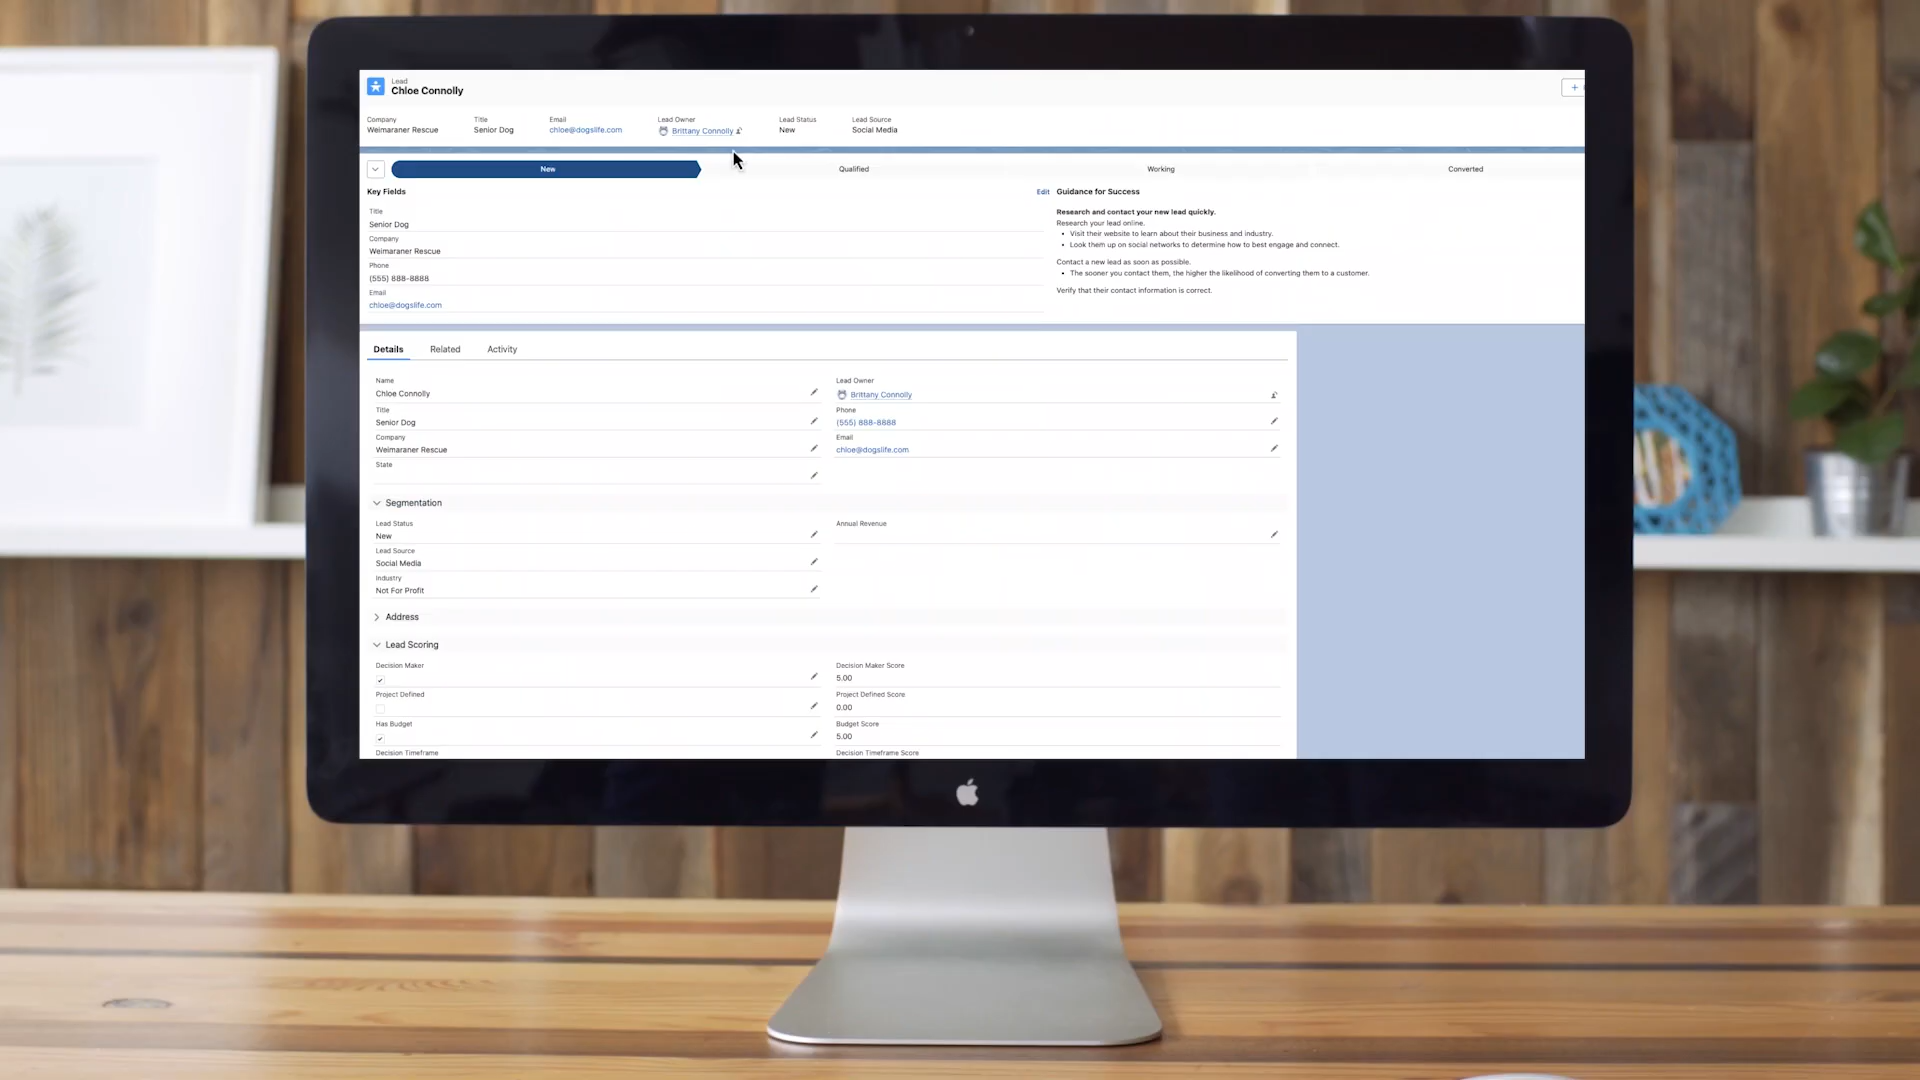 Lead
Chloe Connolly
Company
Title
Email
Lead Owner
Lead Status
Lead Source
Weimaraner Rescue
Senior Dog
chloe@dogslife.com
Brittany Connolly
New
Social Media
New
Qualified
Working
Converted
Key Fields
Edit
Title
Senior Dog
Company
Weimaraner Rescue
Phone
(555) 888-8888
Email
chloe@dogslife.com
Guidance for Success
Research and contact your new lead quickly.
Research your lead online.
• Visit their website to learn about their business and industry.
• Look them up on social networks to determine how to best engage and connect.
Contact a new lead as soon as possible.
• The sooner you contact them, the higher the likelihood of converting them to a customer.
Verify that their contact information is correct.
Details
Related
Activity
Name
Chloe Connolly
Lead Owner
Brittany Connolly
Title
Senior Dog
Phone
(555) 888-8888
Company
Weimaraner Rescue
Email
chloe@dogslife.com
State
Segmentation
Lead Status
New
Annual Revenue
Lead Source
Social Media
Industry
Not For Profit
Address
Lead Scoring
Decision Maker
Decision Maker Score
5.00
Project Defined
Project Defined Score
0.00
Has Budget
Budget Score
5.00
Decision Timeframe
Decision Timeframe Score